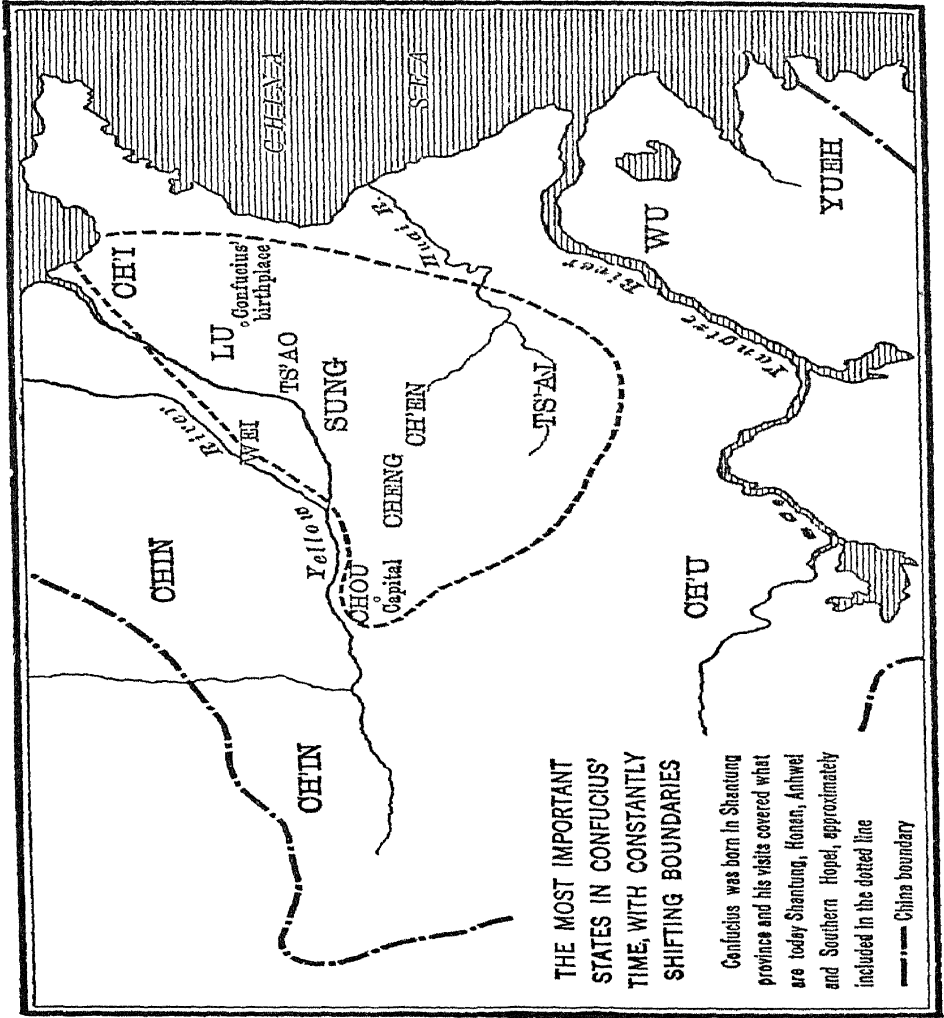 CHINA
SEA
CH'I
LU
Confucius'
birthplace
TS'AO
SUNG
Huai R.
WU
YUEH
Yangtze River
WEI
Yellow River
CH'EN
TS'AI
CHENG
CHOU
Capital
CHIN
CH'IN
CH'U
THE MOST IMPORTANT
STATES IN CONFUCIUS'
TIME, WITH CONSTANTLY
SHIFTING BOUNDARIES
Confucius was born in Shantung
province and his visits covered what
are today Shantung, Honan, Anhwei
and Southern Hopei, approximately
included in the dotted line
China boundary